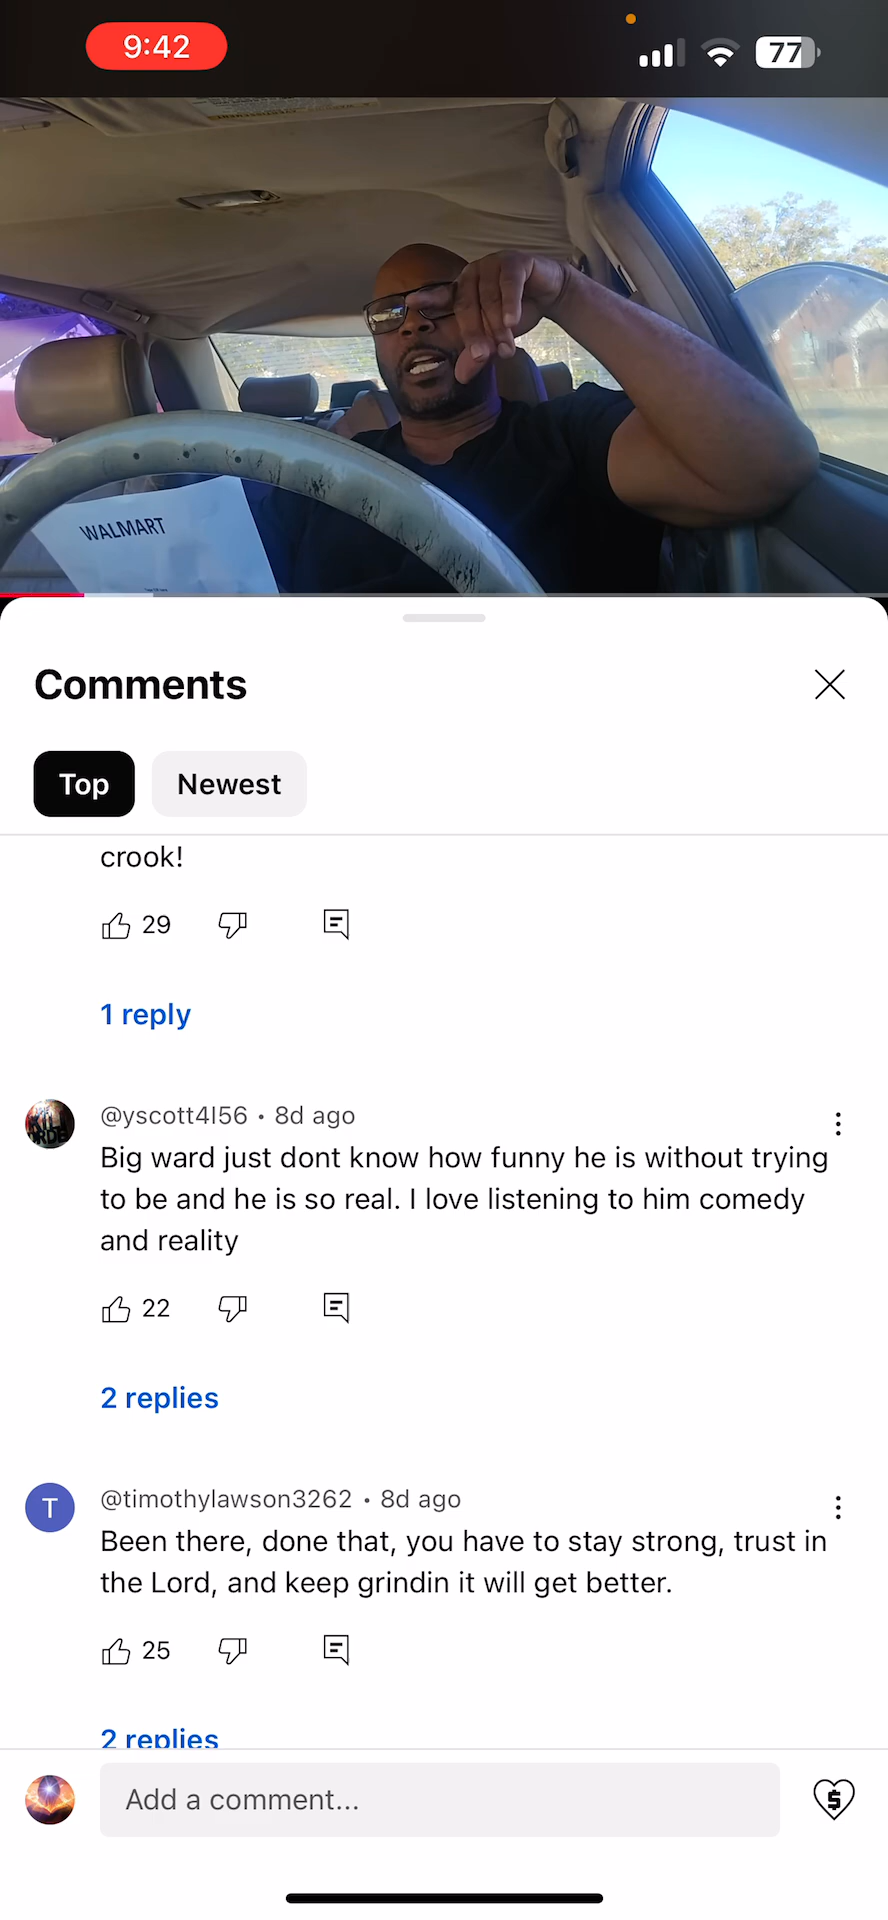 9:42
77
WALMART
Comments
Top
Newest
crook!
29
1 reply
@yscott4156 • 8d ago
Big ward just dont know how funny he is without trying
to be and he is so real. I love listening to him comedy
and reality
22
2 replies
T
@timothylawson3262 • 8d ago
Been there, done that, you have to stay strong, trust in
the Lord, and keep grindin it will get better.
25
2 replies
Add a comment...
$